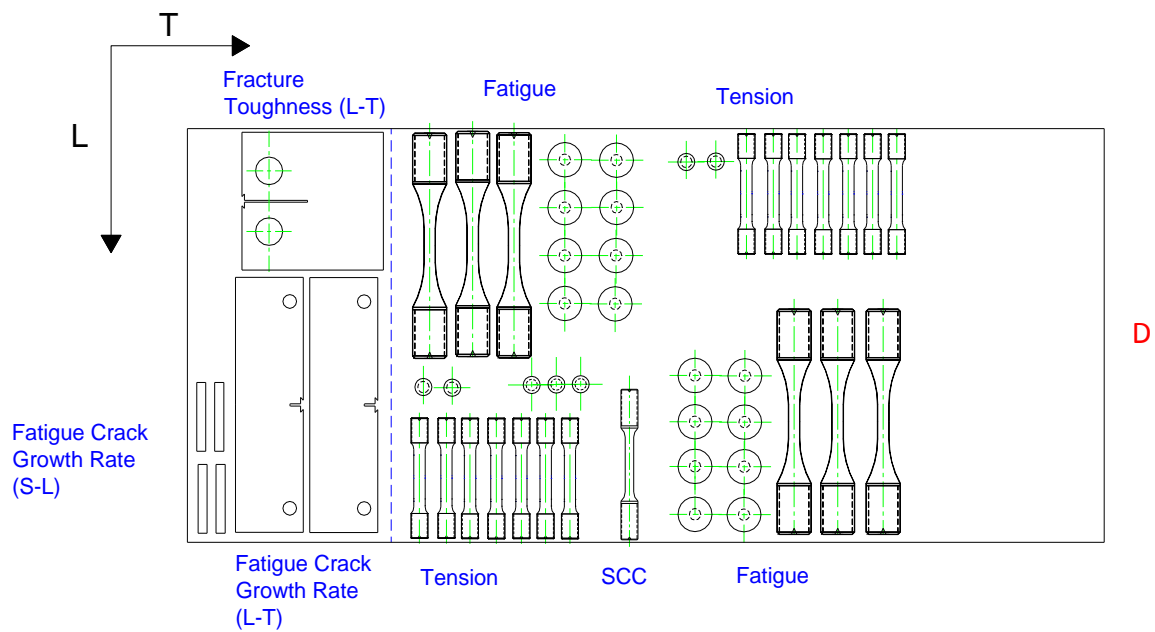 T
L
Fracture
Toughness (L-T)
Fatigue
Tension
D
Fatigue Crack
Growth Rate
(S-L)
Fatigue Crack
Growth Rate
(L-T)
Tension
SCC
Fatigue